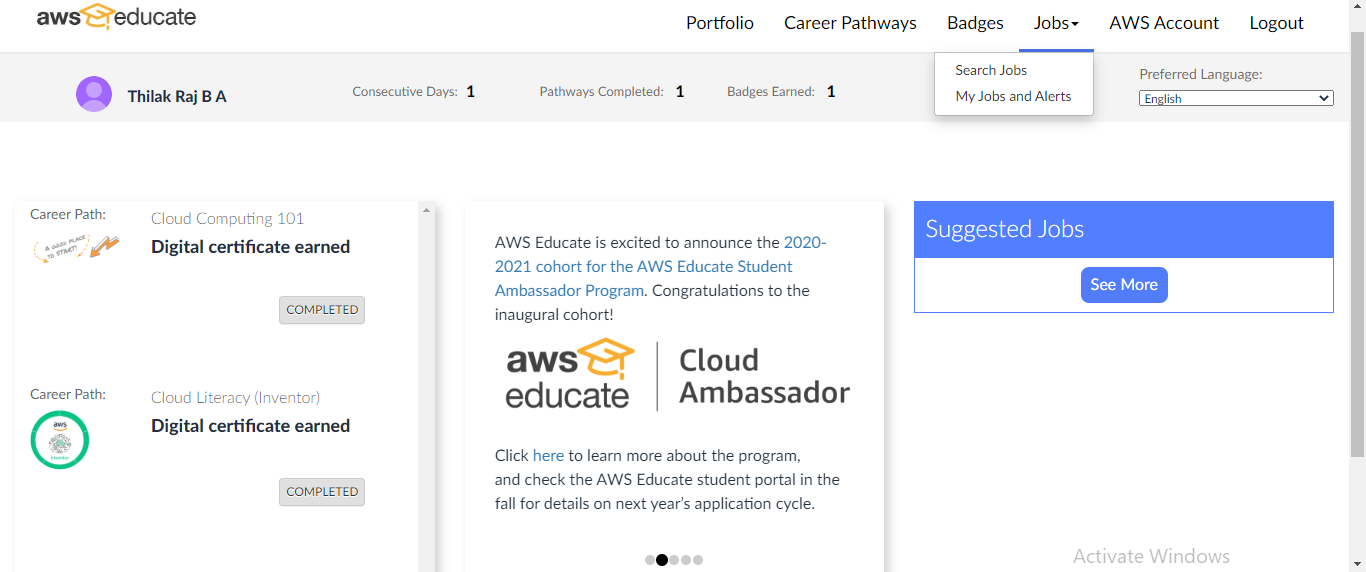 aws educate
Portfolio
Career Pathways
Badges
Jobs
AWS Account
Logout
Search Jobs
My Jobs and Alerts
Thilak Raj B A
Consecutive Days: 1
Pathways Completed: 1
Badges Earned: 1
Preferred Language:
English
Career Path:
A GOOD PLACE
TO START!
Cloud Computing 101
Digital certificate earned
COMPLETED
Career Path:
aws
inventor
Cloud Literacy (Inventor)
Digital certificate earned
COMPLETED
AWS Educate is excited to announce the 2020-
2021 cohort for the AWS Educate Student
Ambassador Program. Congratulations to the
inaugural cohort!
aws
educate
Cloud
Ambassador
Click here to learn more about the program,
and check the AWS Educate student portal in the
fall for details on next year's application cycle.
Suggested Jobs
See More
Activate Windows